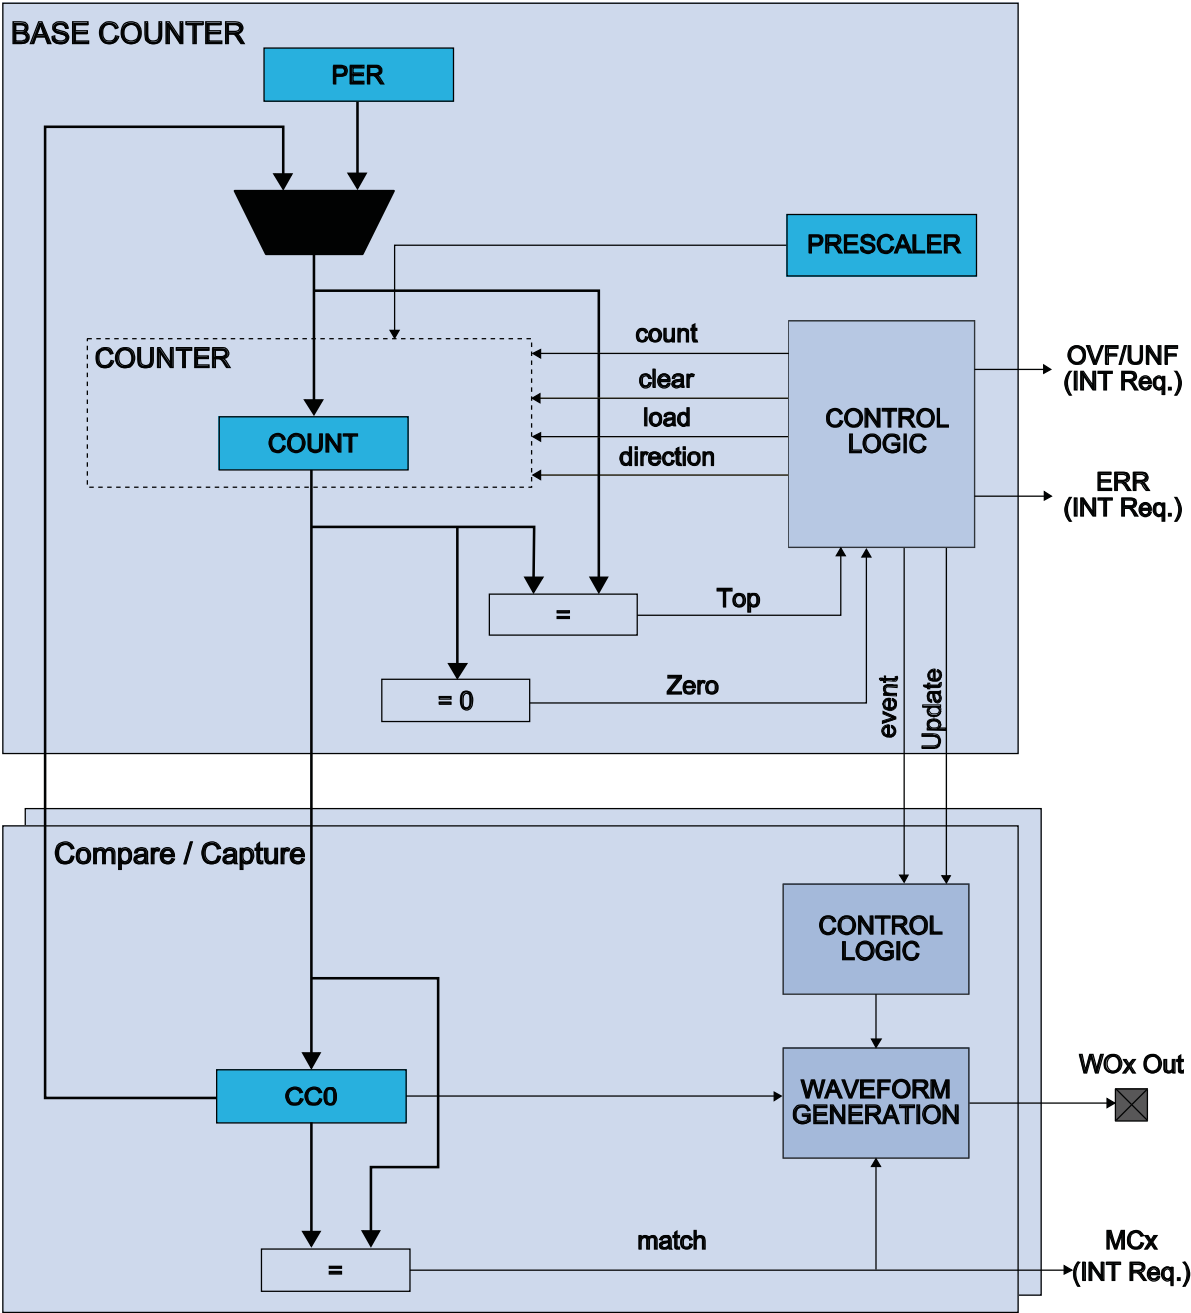 BASE COUNTER
PER
PRESCALER
COUNTER
count
clear
load
direction
COUNT
CONTROL
LOGIC
OVF/UNF
(INT Req.)
ERR
(INT Req.)
=
Top
= 0
Zero
event
Update
Compare / Capture
CONTROL
LOGIC
CC0
WAVEFORM
GENERATION
WOx Out
=
match
MCx
(INT Req.)